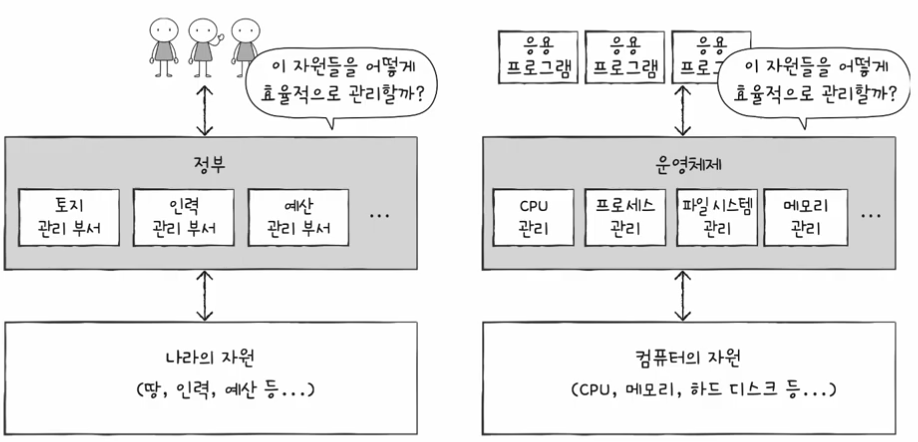 이 자원들을 어떻게
효율적으로 관리할까?
정부
토지
관리 부서
인력
관리 부서
예산
관리 부서
...
나라의 자원
(땅, 인력, 예산 등...)
응용
프로그램
응용
프로그램
응용
프로그
이 자원들을 어떻게
효율적으로 관리할까?
운영체제
CPU
관리
프로세스
관리
파일 시스템
관리
메모리
관리
...
컴퓨터의 자원
(CPU, 메모리, 하드 디스크 등...)